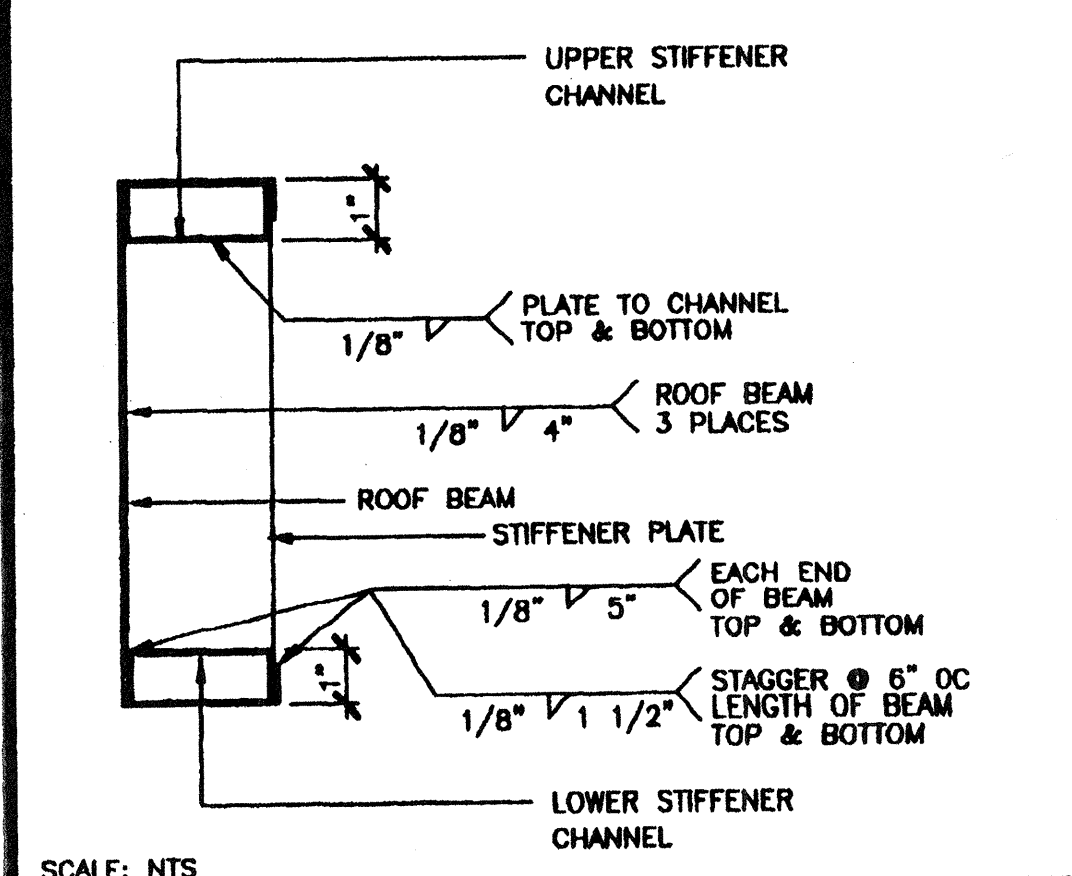 UPPER STIFFENER
CHANNEL
1"
PLATE TO CHANNEL
TOP & BOTTOM
1/8"
ROOF BEAM
3 PLACES
1/8" 4"
ROOF BEAM
STIFFENER PLATE
EACH END
OF BEAM
TOP & BOTTOM
1/8" 5"
1"
STAGGER @ 6" OC
LENGTH OF BEAM
TOP & BOTTOM
1/8" 1 1/2"
LOWER STIFFENER
CHANNEL
SCALE: NTS